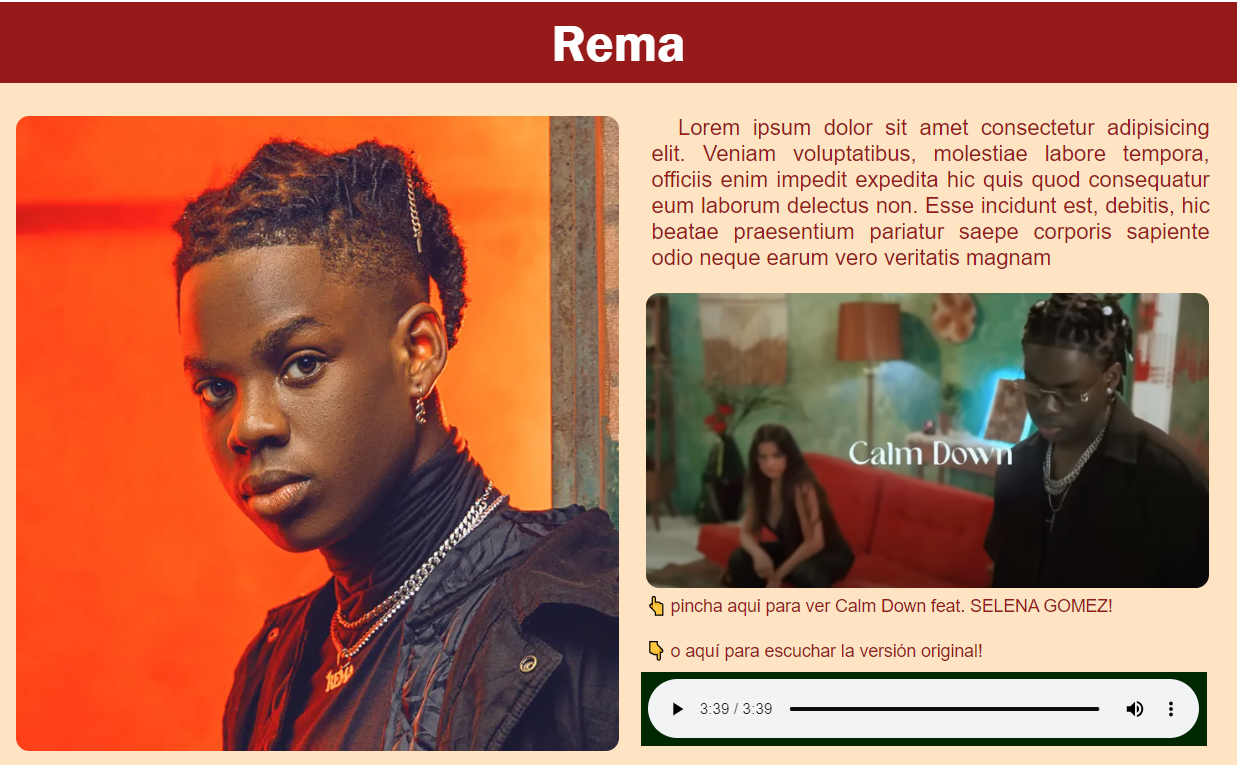 Rema
Lorem ipsum dolor sit amet consectetur adipisicing
elit. Veniam voluptatibus, molestiae labore tempora,
officiis enim impedit expedita hic quis quod consequatur
eum laborum delectus non. Esse incidunt est, debitis, hic
beatae praesentium pariatur saepe corporis sapiente
odio neque earum vero veritatis magnam
Calm Down
REMA
👆 pincha aqui para ver Calm Down feat. SELENA GOMEZ!
👇 o aquí para escuchar la versión original!
3:39 / 3:39